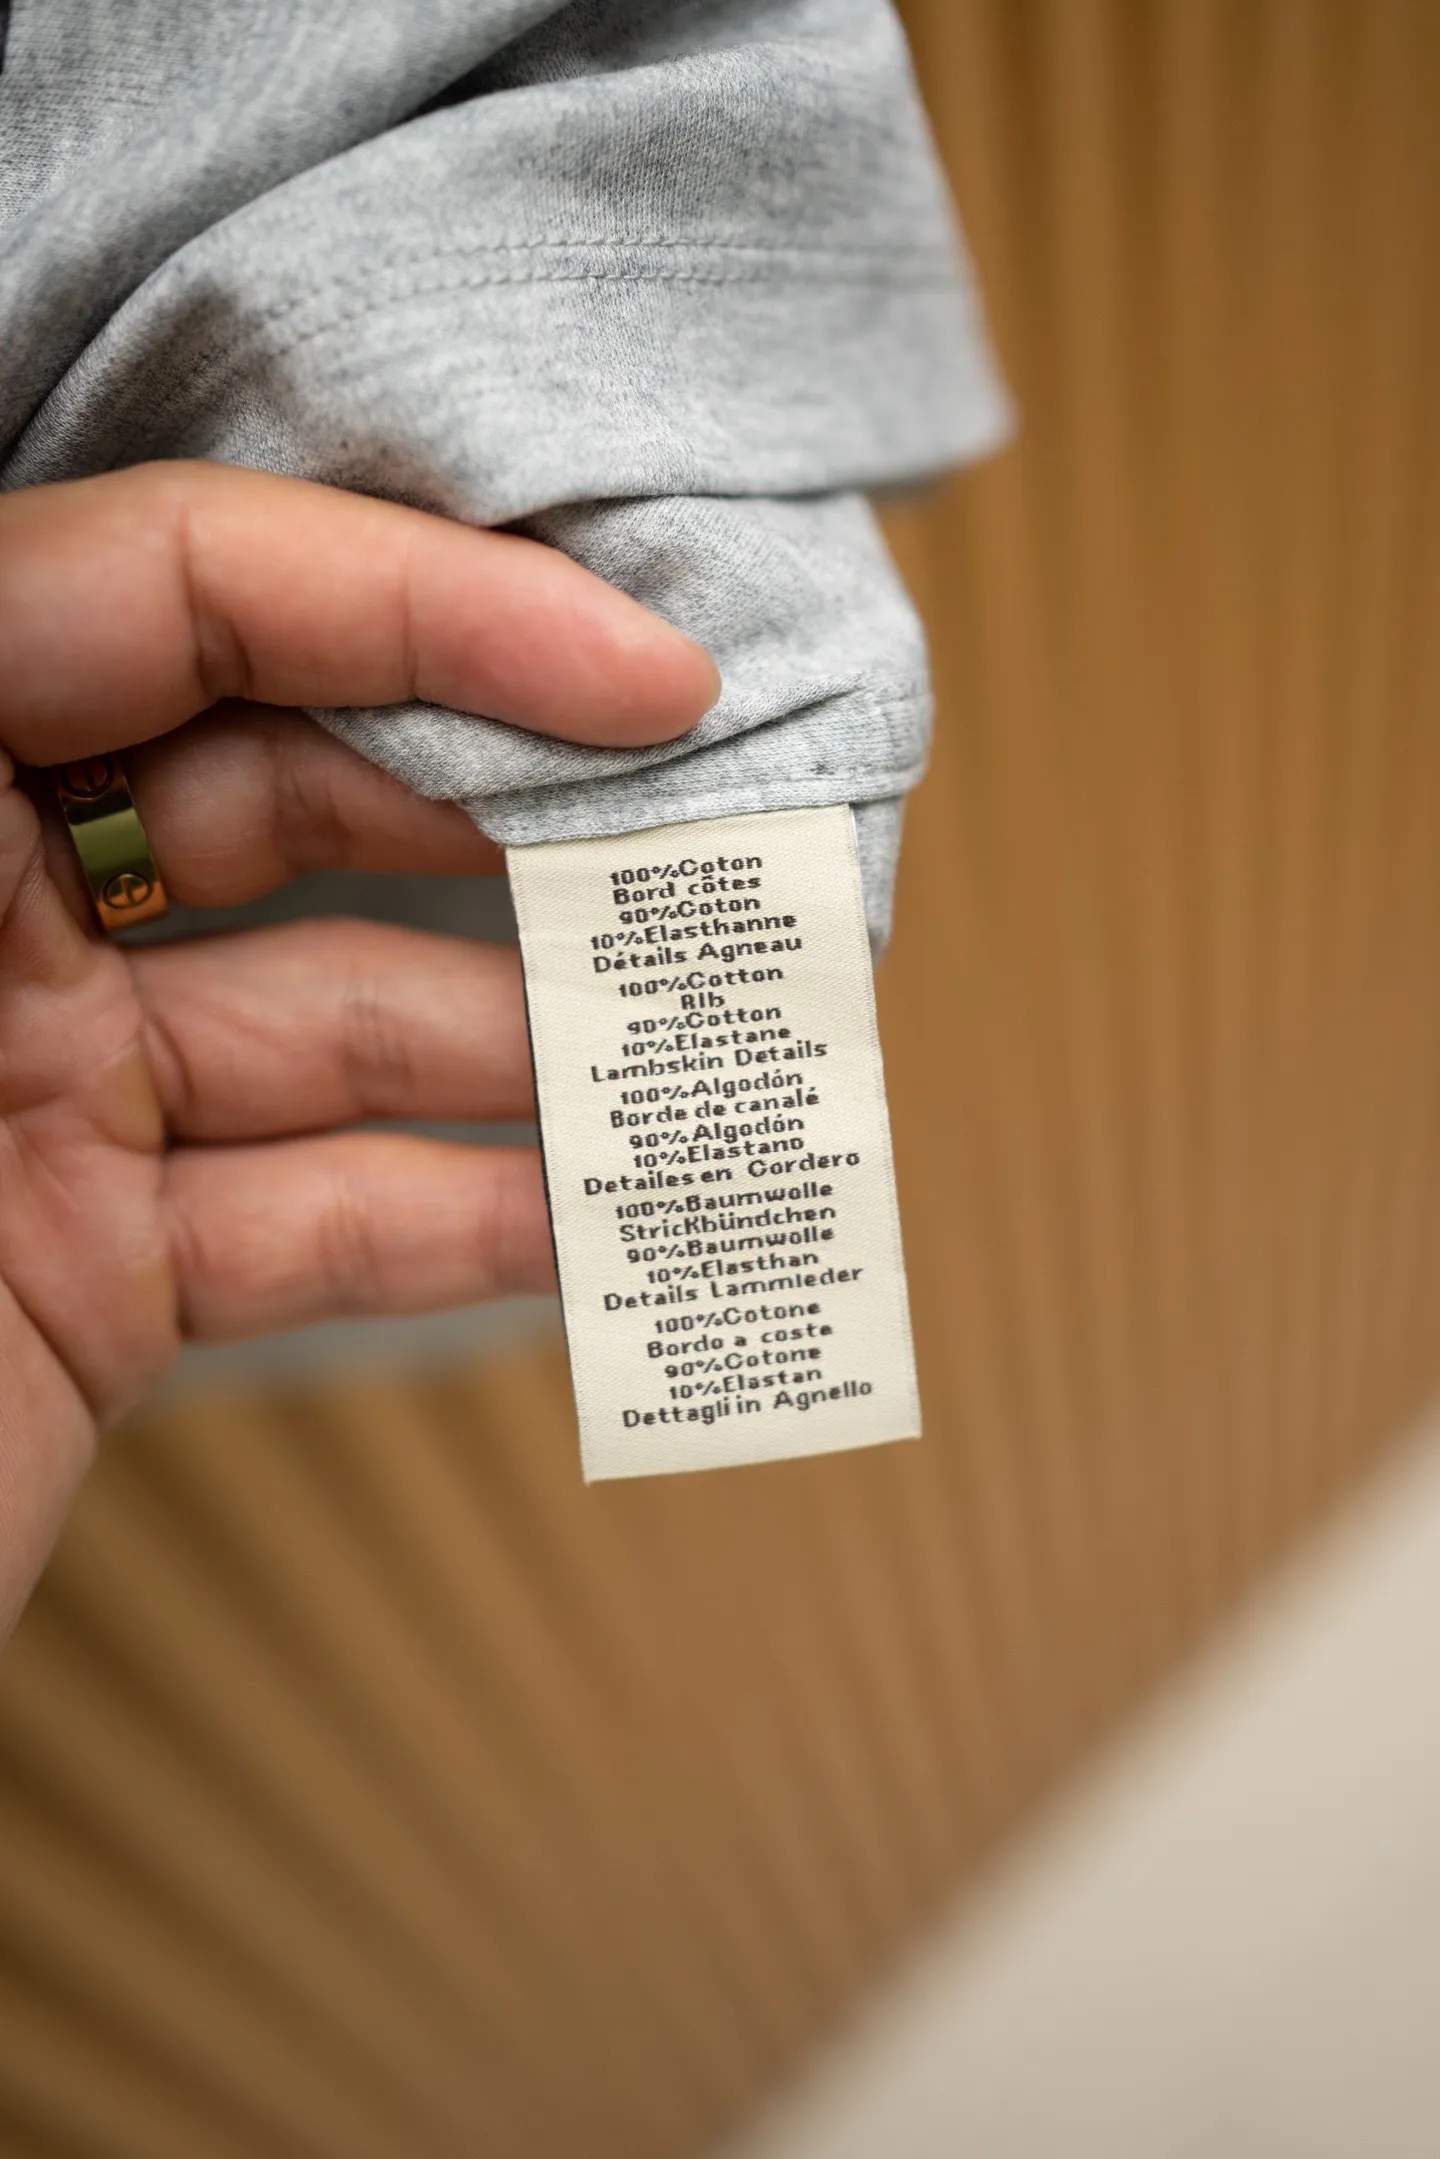 100%Coton
Bord côtes
90%Coton
10%Elasthanne
Détails Agneau
100%Cotton
Rib
90%Cotton
10%Elastane
Lambskin Details
100%Algodón
Borde de canalé
90%Algodón
10%Elastano
Detailes en Cordero
100%Baumwolle
Strickbündchen
90%Baumwolle
10%Elasthan
Details Lammleder
100%Cotone
Bordo a coste
90%Cotone
10%Elastan
Dettagli in Agnello